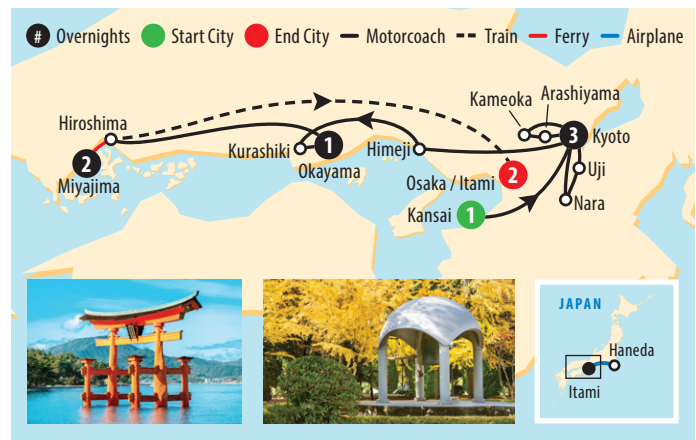 # Overnights Start City End City Motorcoach Train Ferry Airplane
Kameoka
Arashiyama
Hiroshima
3 Kyoto
Kurashiki
1
Himeji
2
Okayama
Uji
Miyajima
Osaka / Itami 2
Kansai 1
Nara
JAPAN
Haneda
Itami